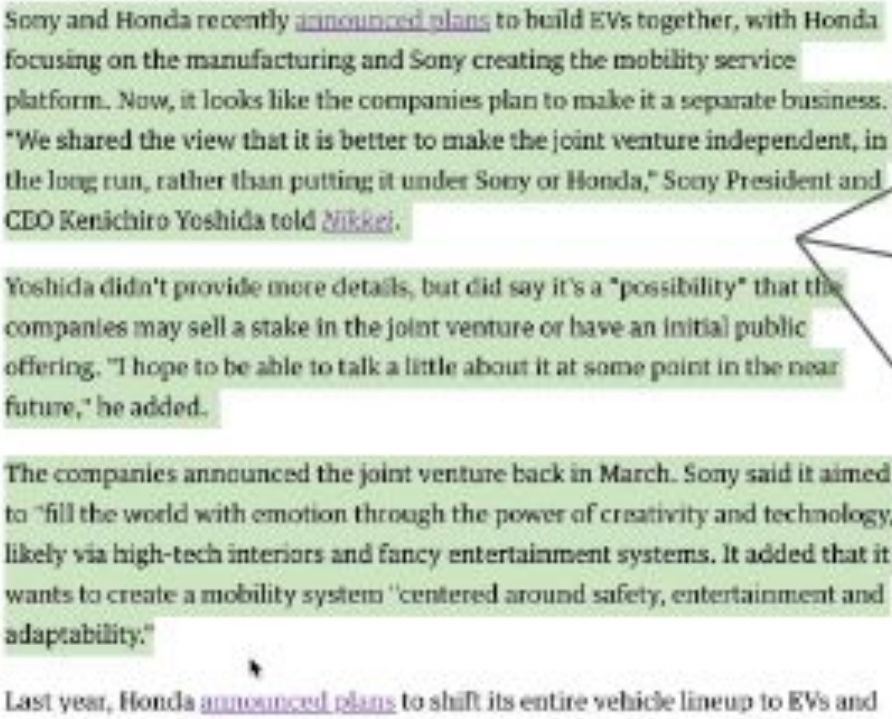 Sony and Honda recently announced plans to build EVs together, with Honda
focusing on the manufacturing and Sony creating the mobility service
platform. Now, it looks like the companies plan to make it a separate business.
"We shared the view that it is better to make the joint venture independent, in
the long run, rather than putting it under Sony or Honda," Sony President and
CEO Kenichiro Yoshida told Nikkei.
Yoshida didn't provide more details, but did say it's a "possibility" that the
companies may sell a stake in the joint venture or have an initial public
offering. "I hope to be able to talk a little about it at some point in the near
future," he added.
The companies announced the joint venture back in March. Sony said it aimed
to "fill the world with emotion through the power of creativity and technology,
likely via high-tech interiors and fancy entertainment systems. It added that it
wants to create a mobility system "centered around safety, entertainment and
adaptability."
Last year, Honda announced plans to shift its entire vehicle lineup to EVs and